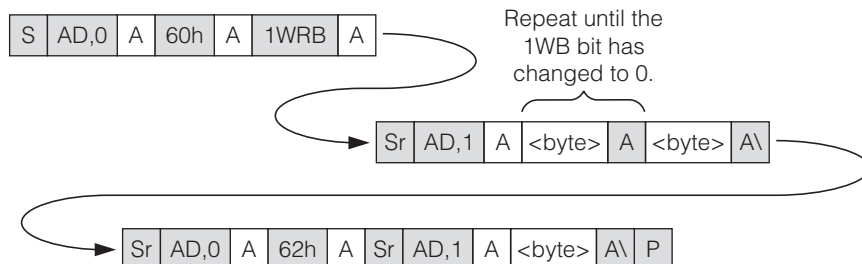 Repeat until the
1WB bit has
changed to 0.
S AD,0 A 60h A 1WRB A
Sr AD,1 A <byte> A <byte> A\
Sr AD,0 A 62h A Sr AD,1 A <byte> A\ P